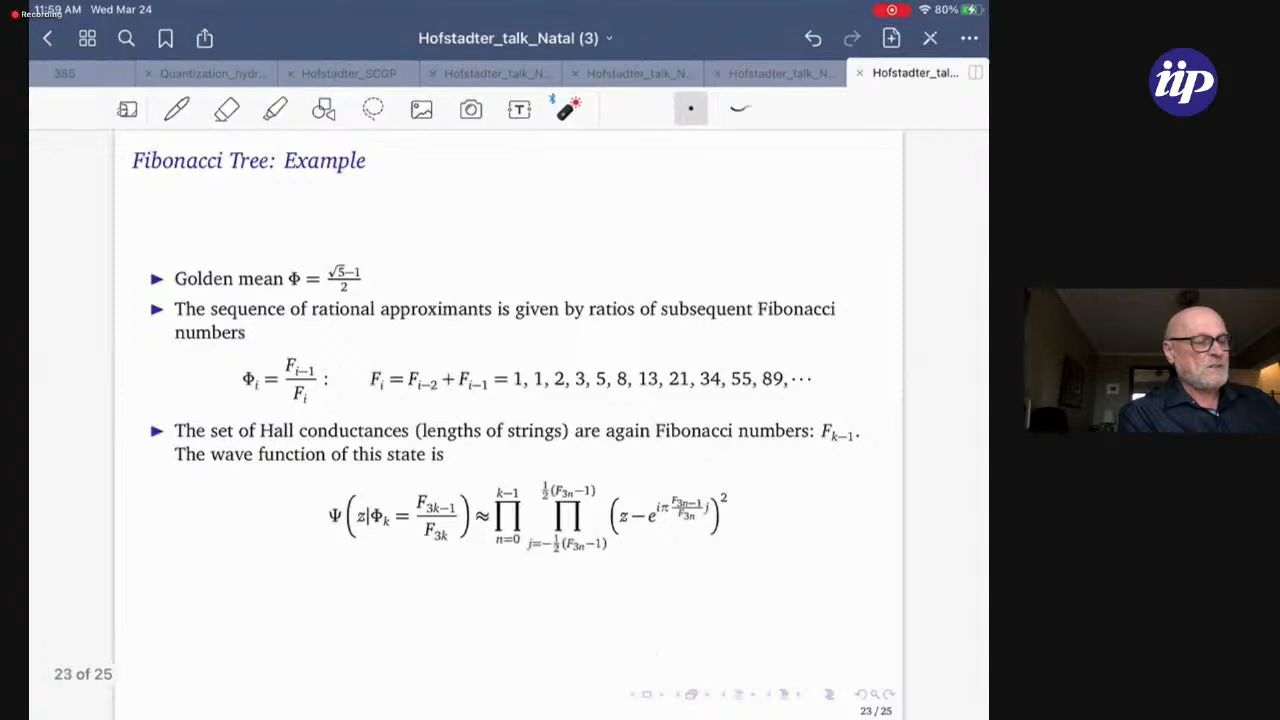 11:59 AM Wed Mar 24
Recording
80%
Hofstadter_talk_Natal (3)
385
Quantization_hydr...
Hofstadter_SCGP
Hofstadter_talk_N...
Hofstadter_talk_N...
Hofstadter_talk_N...
Hofstadter_tal...
T
iip
Fibonacci Tree: Example
Golden mean Φ = (√5−1)/2
The sequence of rational approximants is given by ratios of subsequent Fibonacci
numbers
Φ_i = F_{i−1}/F_i : F_i = F_{i−2} + F_{i−1} = 1, 1, 2, 3, 5, 8, 13, 21, 34, 55, 89, ⋯
The set of Hall conductances (lengths of strings) are again Fibonacci numbers: F_{k−1}.
The wave function of this state is
Ψ(z|Φ_k = F_{3k−1}/F_{3k}) ≈ ∏_{n=0}^{k−1} ∏_{j=−½(F_{3n}−1)}^{½(F_{3n}−1)} (z − e^{iπ (F_{3n−1}/F_{3n}) j})^2
23 of 25
23 / 25